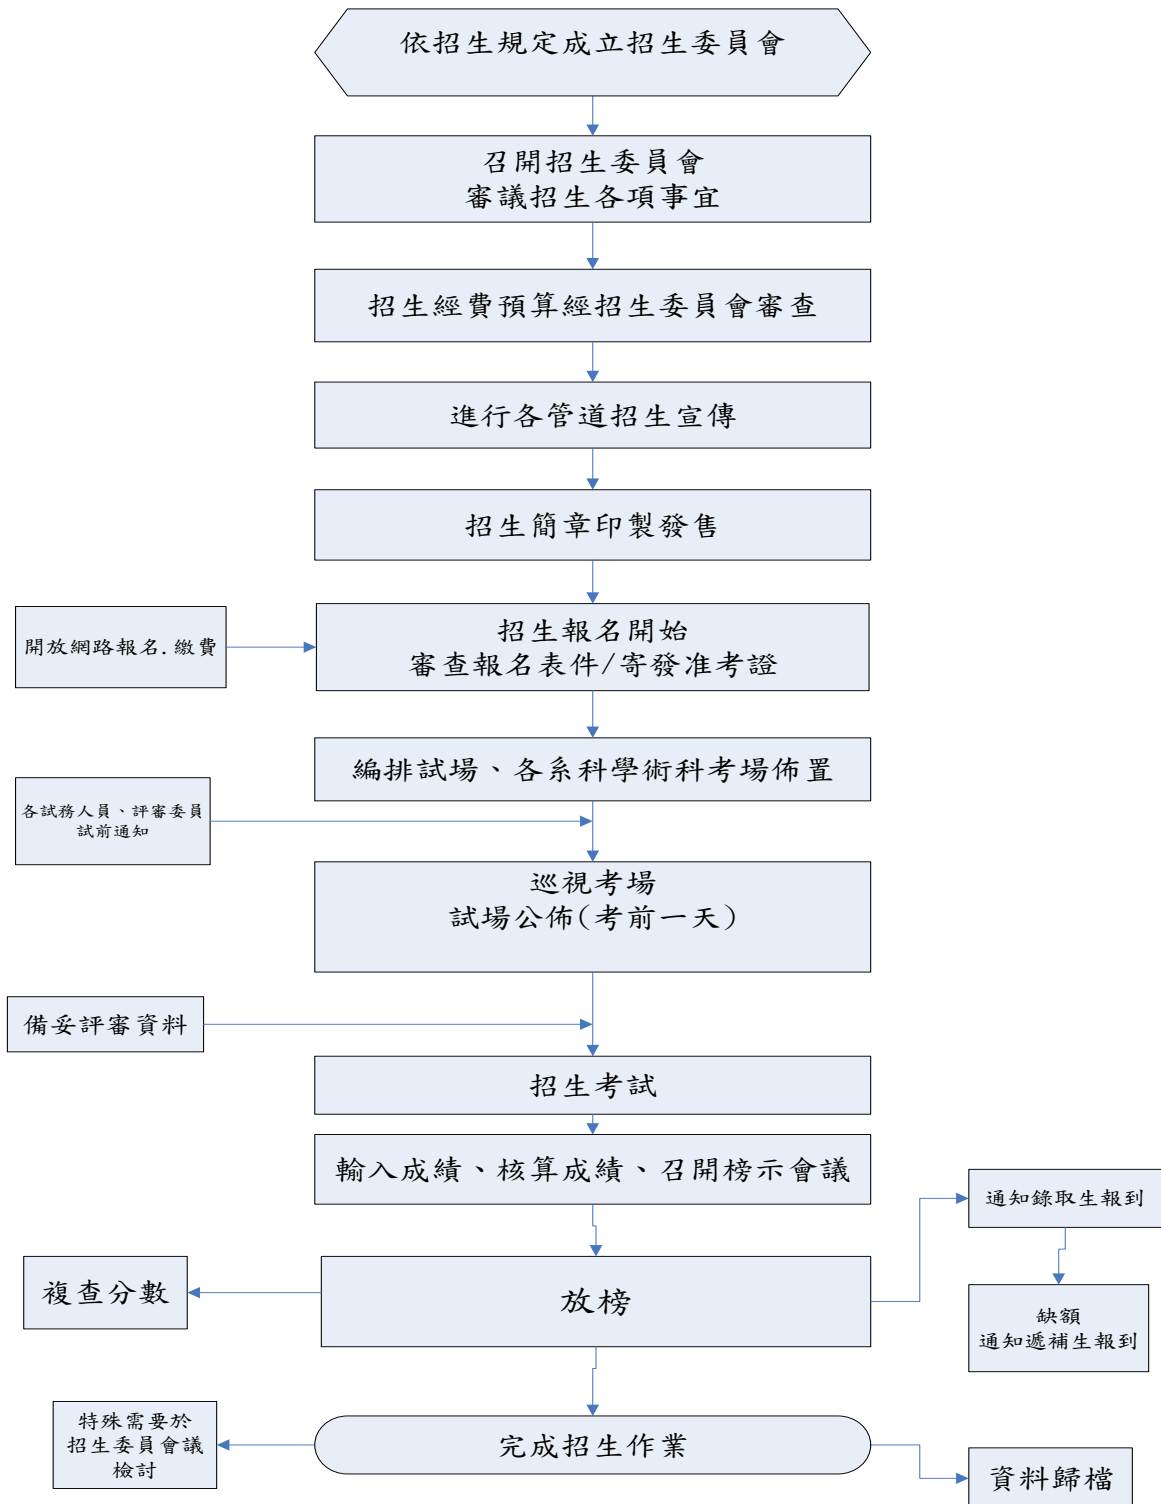 依招生規定成立招生委員會
召開招生委員會
審議招生各項事宜
招生經費預算經招生委員會審查
進行各管道招生宣傳
招生簡章印製發售
開放網路報名.繳費
招生報名開始
審查報名表件/寄發准考證
編排試場、各系科學術科考場佈置
各試務人員、評審委員
試前通知
巡視考場
試場公佈(考前一天)
備妥評審資料
招生考試
輸入成績、核算成績、召開榜示會議
通知錄取生報到
複查分數
放榜
缺額
通知遞補生報到
特殊需要於
招生委員會議
檢討
完成招生作業
資料歸檔